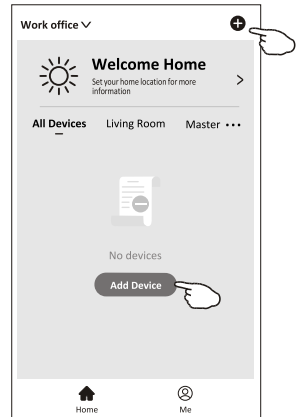 Work office
Welcome Home
Set your home location for more
information
All Devices Living Room Master
No devices
Add Device
Home Me